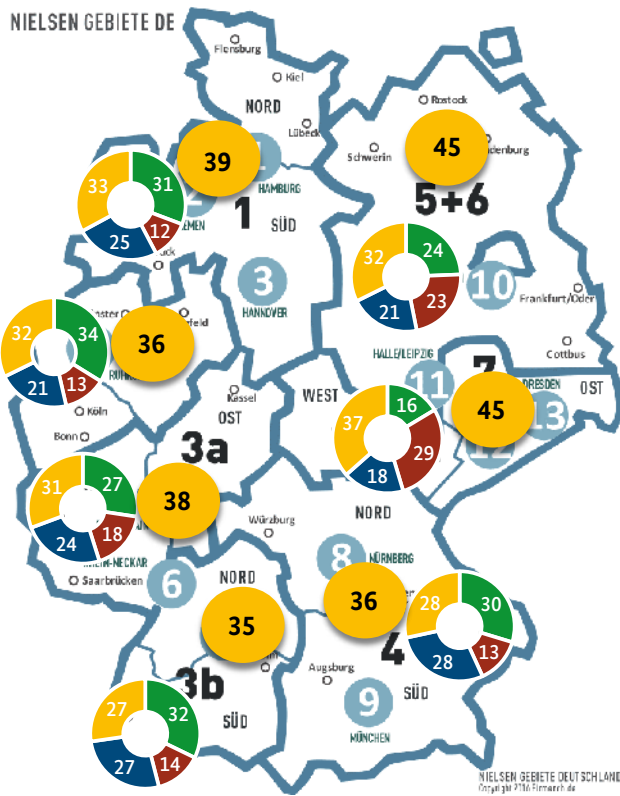 NIELSEN GEBIETE DE
Flensburg
Kiel
NORD
Lübeck
Rostock
Schwerin
39
45
5+6
HAMBURG
1
SÜD
33
31
12
25
3
HANNOVER
32
24
23
21
10
Frankfurt/Oder
Cottbus
32
34
13
21
36
HALLE/LEIPZIG
11
DRESDEN
OST
13
12
45
Köln
Bonn
Kassel
OST
WEST
3a
37
16
29
18
31
27
18
24
38
Würzburg
NORD
Saarbrücken
6
NORD
8
NÜRNBERG
35
36
28
30
13
28
4
SÜD
3b
SÜD
Augsburg
9
MÜNCHEN
27
32
14
27
NIELSEN GEBIETE DEUTSCHLAND